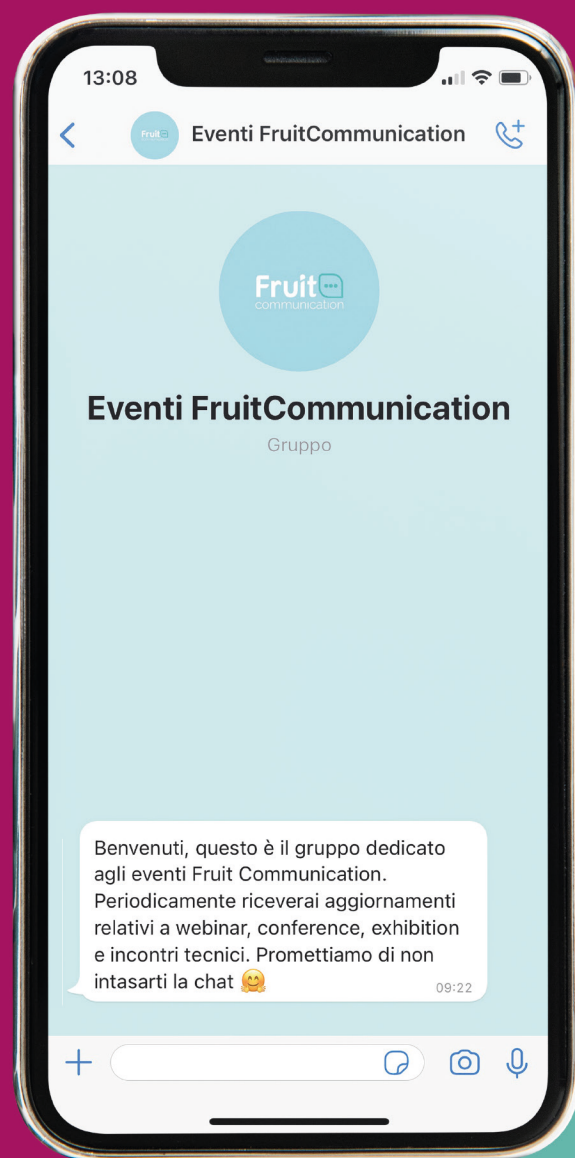 13:08
Fruit
Eventi FruitCommunication
Fruit
communication
Eventi FruitCommunication
Gruppo
Benvenuti, questo è il gruppo dedicato
agli eventi Fruit Communication.
Periodicamente riceverai aggiornamenti
relativi a webinar, conference, exhibition
e incontri tecnici. Promettiamo di non
intasarti la chat 🤗
09:22